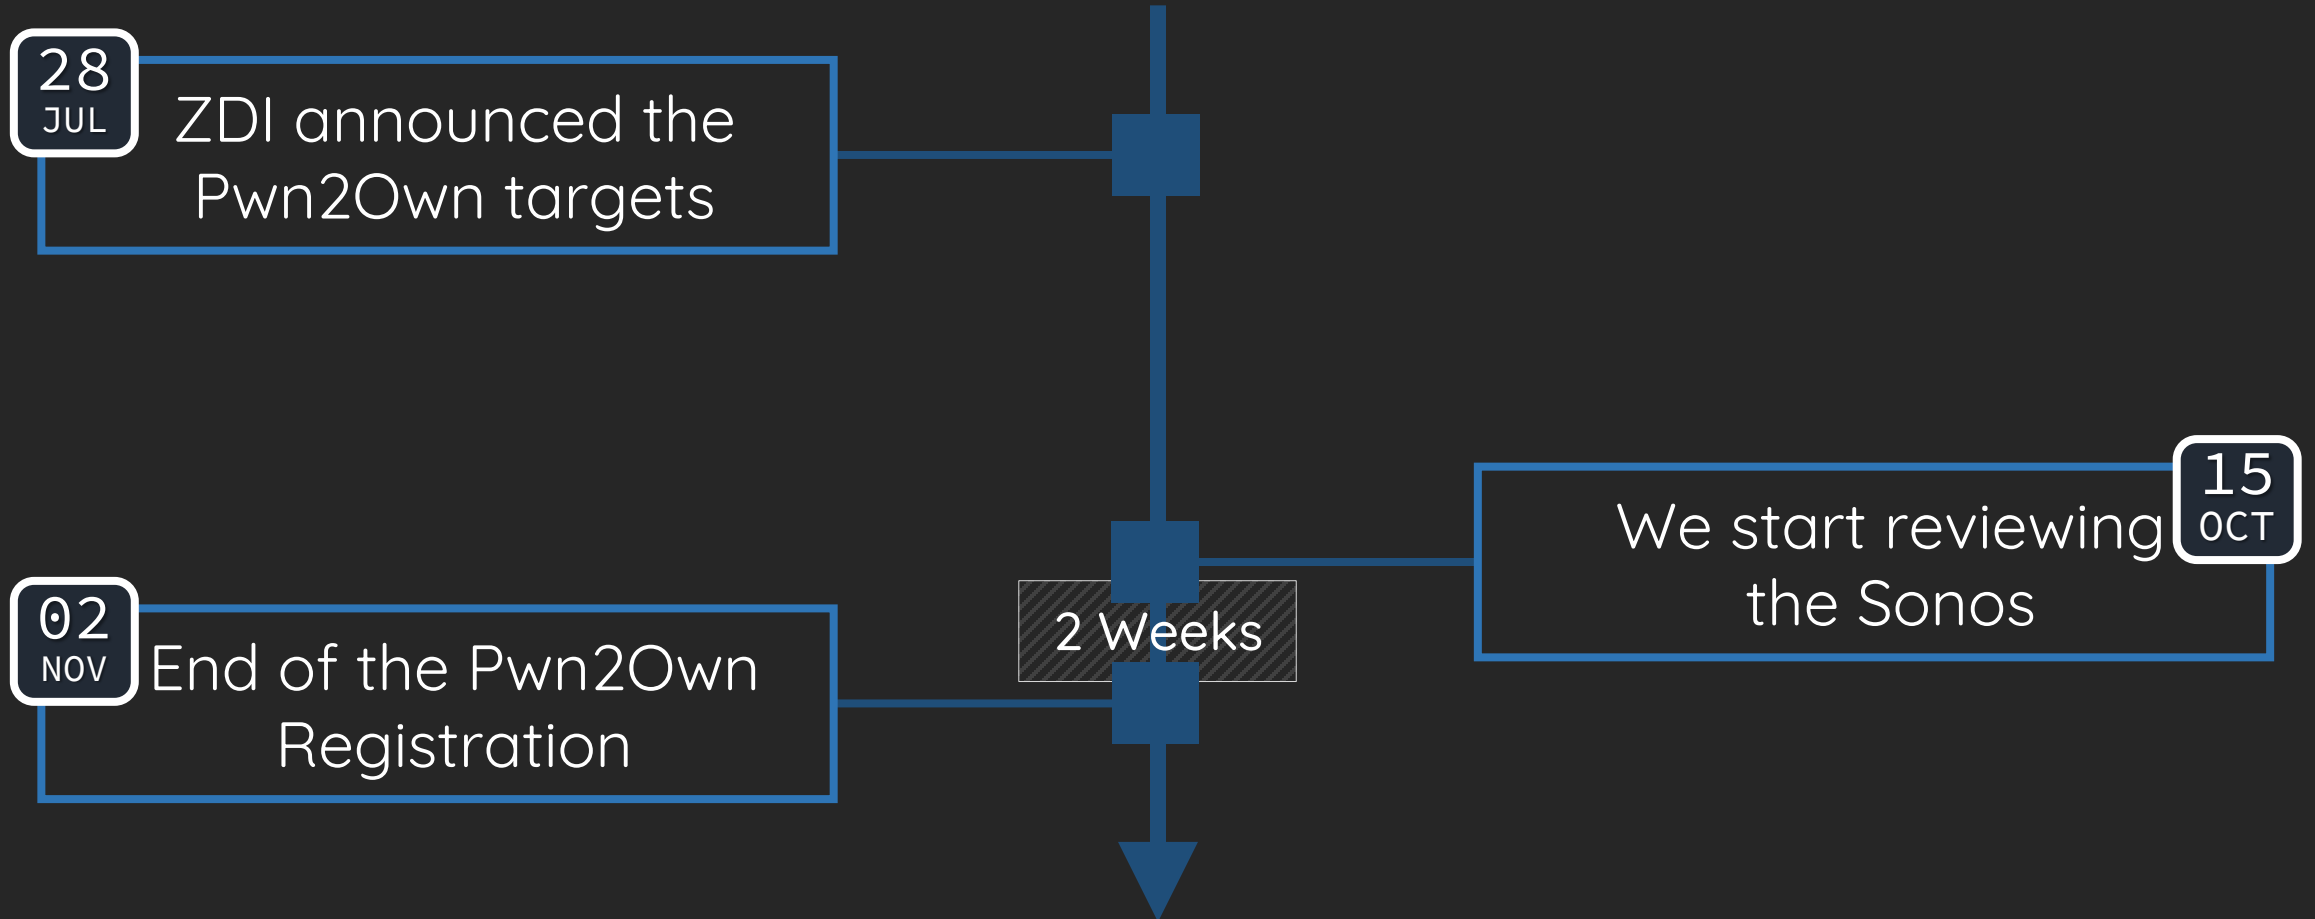 28
JUL
ZDI announced the
Pwn2Own targets
15
OCT
We start reviewing
the Sonos
2 Weeks
02
NOV
End of the Pwn2Own
Registration